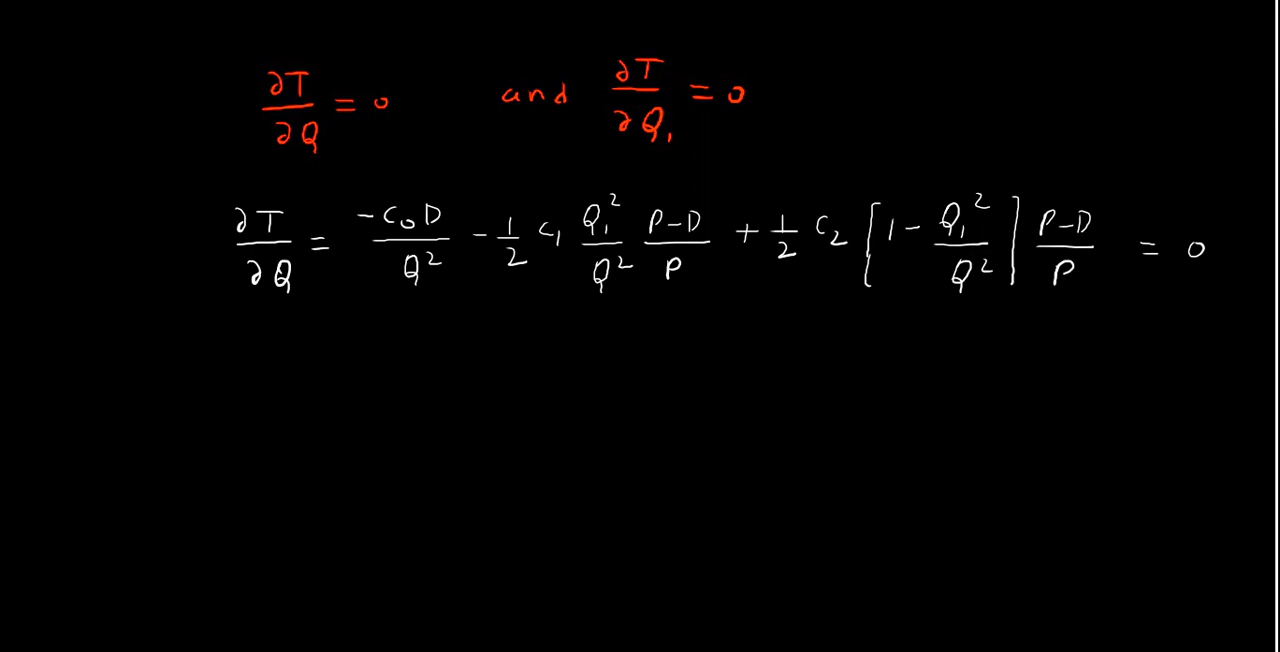 ∂T/∂Q = 0 and ∂T/∂Q₁ = 0
∂T/∂Q = -C₀D/Q² - 1/2 C₁ Q₁²/Q² P-D/P + 1/2 C₂ [1 - Q₁²/Q²] P-D/P = 0